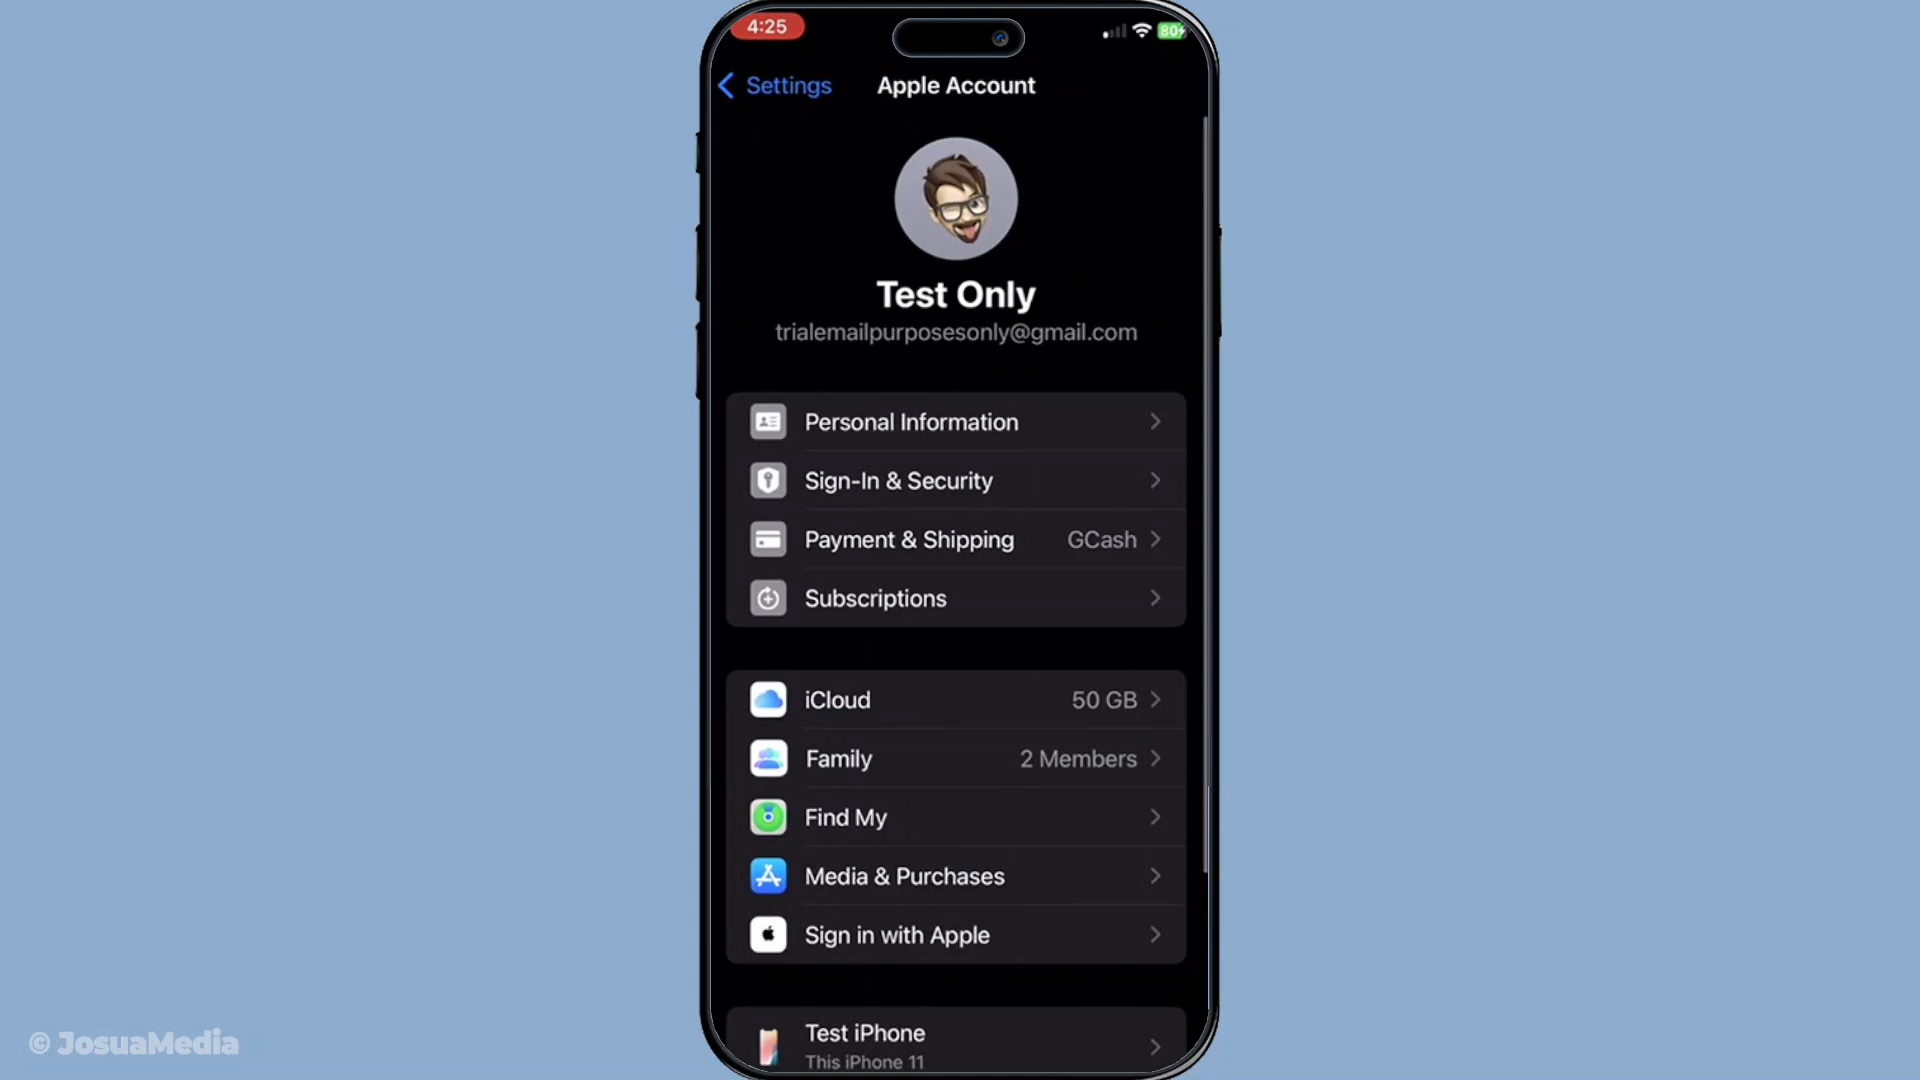 4:25
80
Settings
Apple Account
Test Only
trialemailpurposesonly@gmail.com
Personal Information
Sign-In & Security
Payment & Shipping GCash
Subscriptions
iCloud 50 GB
Family 2 Members
Find My
Media & Purchases
Sign in with Apple
Test iPhone
This iPhone 11
© JosuaMedia